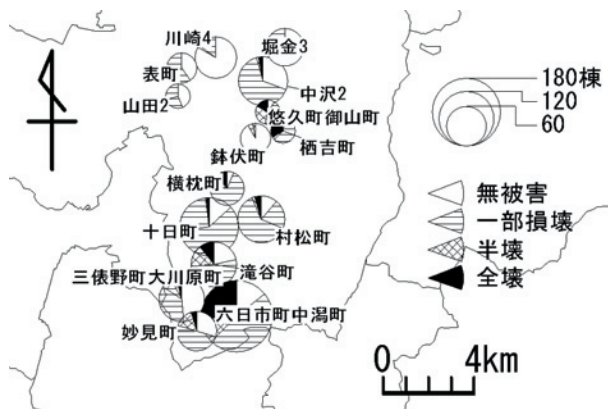 川崎4
堀金3
表町
中沢2
山田2
悠久町御山町
栖吉町
鉢伏町
横枕町
十日町
村松町
三俵野町大川原町
滝谷町
六日市町中潟町
妙見町
180棟
120
60
無被害
一部損壊
半壊
全壊
0
4km